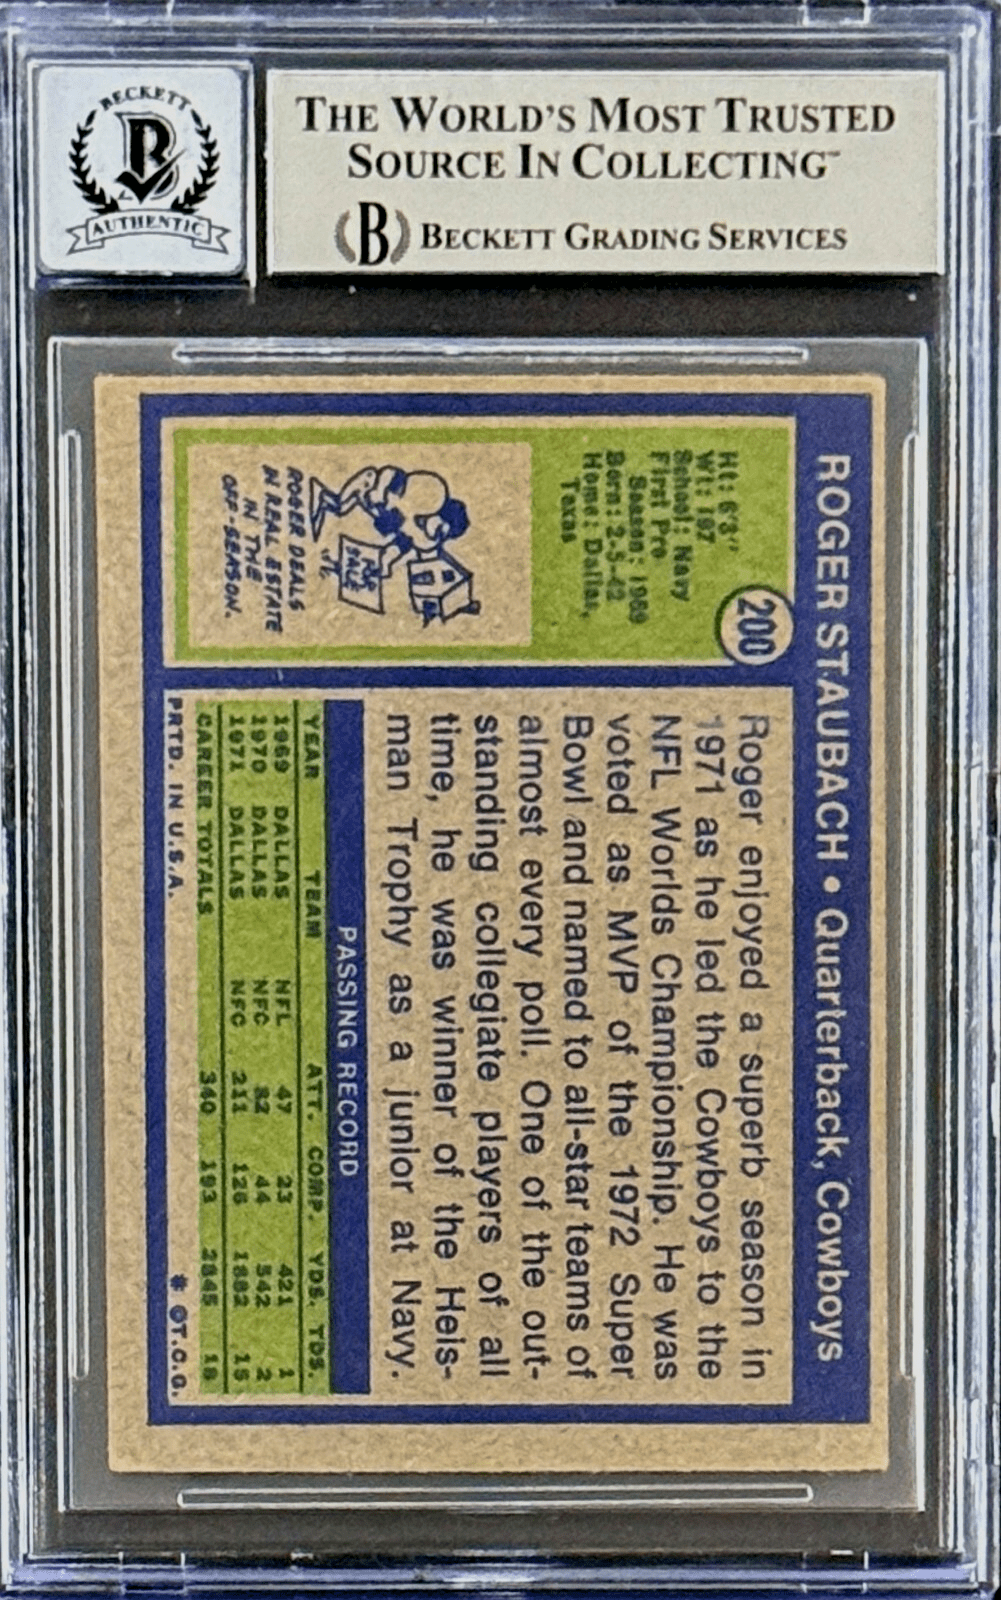 BECKETT
B
AUTHENTIC
THE WORLD'S MOST TRUSTED
SOURCE IN COLLECTING™
(B) BECKETT GRADING SERVICES
ROGER STAUBACH • Quarterback, Cowboys
200
Ht: 6'3"
Wt: 197
School: Navy
First Pro
Season: 1969
Born: 2-5-42
Home: Dallas,
Texas
FOR
SALE
ROGER DEALS
IN REAL ESTATE
IN THE
OFF-SEASON.
Roger enjoyed a superb season in
1971 as he led the Cowboys to the
NFL Worlds Championship. He was
voted as MVP of the 1972 Super
Bowl and named to all-star teams of
almost every poll. One of the out-
standing collegiate players of all
time, he was winner of the Heis-
man Trophy as a junior at Navy.
PASSING RECORD
YEAR TEAM ATT. COMP. YDS. TDS.
1969 DALLAS NFL 47 23 421 1
1970 DALLAS NFC 82 44 542 2
1971 DALLAS NFC 211 126 1882 15
CAREER TOTALS 340 193 2845 18
PRTD. IN U.S.A. * ©T.C.G.